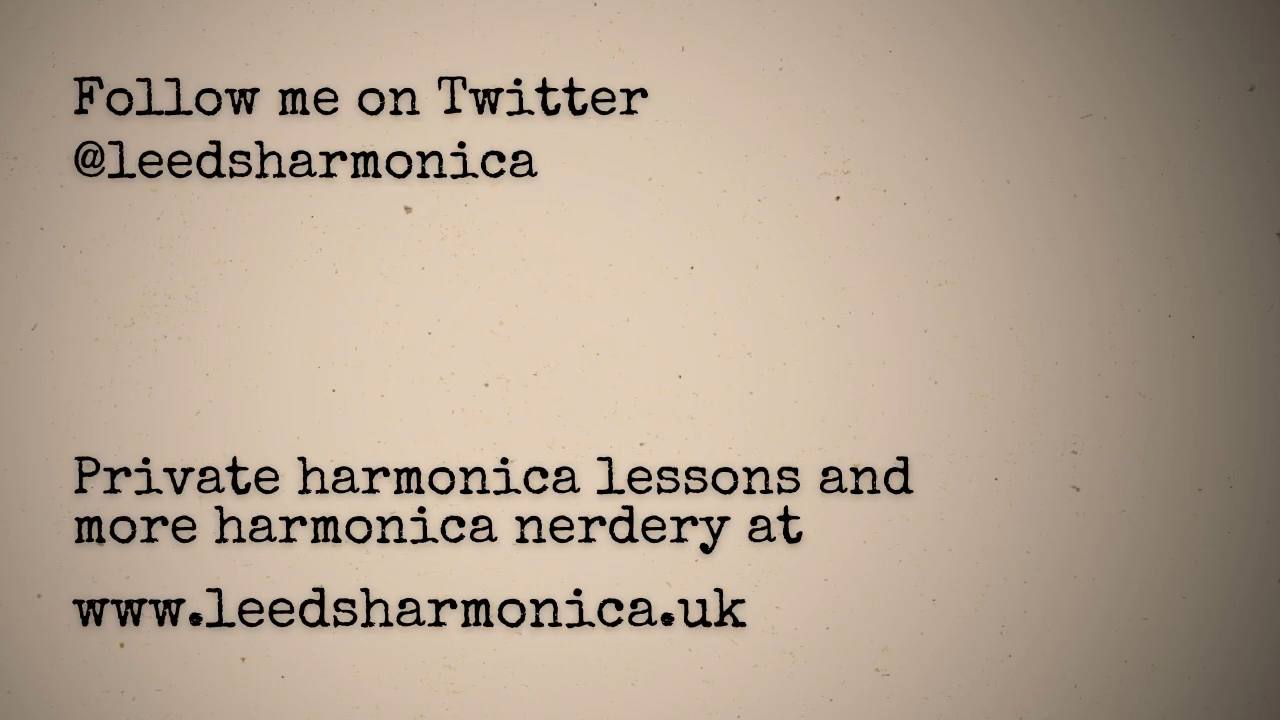 Follow me on Twitter
@leedsharmonica
Private harmonica lessons and
more harmonica nerdery at
www.leedsharmonica.uk